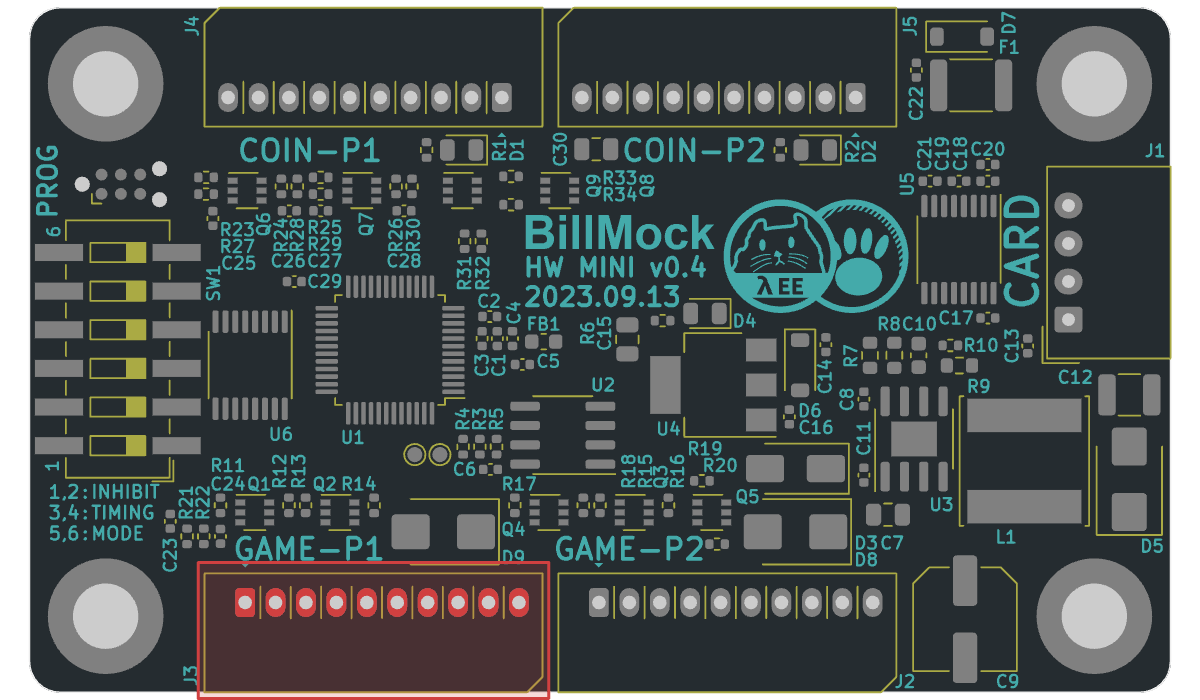 J4
J5
D7
F1
C22
COIN-P1
R1
D1
C30
COIN-P2
R2
D2
C21
C19
C18
C20
J1
PROG
U5
Q9
R33
R34
Q8
R23
R27
C25
Q6
R24
C26
R28
R25
R29
C27
Q7
R26
R30
C28
6
SW1
C29
R31
R32
BillMock
HW MINI v0.4
2023.09.13
λ EE
CARD
C2
C4
FB1
C3
C1
C5
R6
C15
D4
R8
C10
C17
R7
R10
C13
C14
R9
C12
U6
U1
R4
R3
R5
C6
U2
U4
D6
C16
C8
C11
1
R19
R20
U3
L1
D5
1,2:INHIBIT
3,4:TIMING
5,6:MODE
R11
C24
Q1
R12
R13
Q2
R14
R21
R22
C23
R17
Q4
R18
R15
Q3
R16
Q5
GAME-P1
D9
GAME-P2
D3
D8
C7
J3
J2
C9